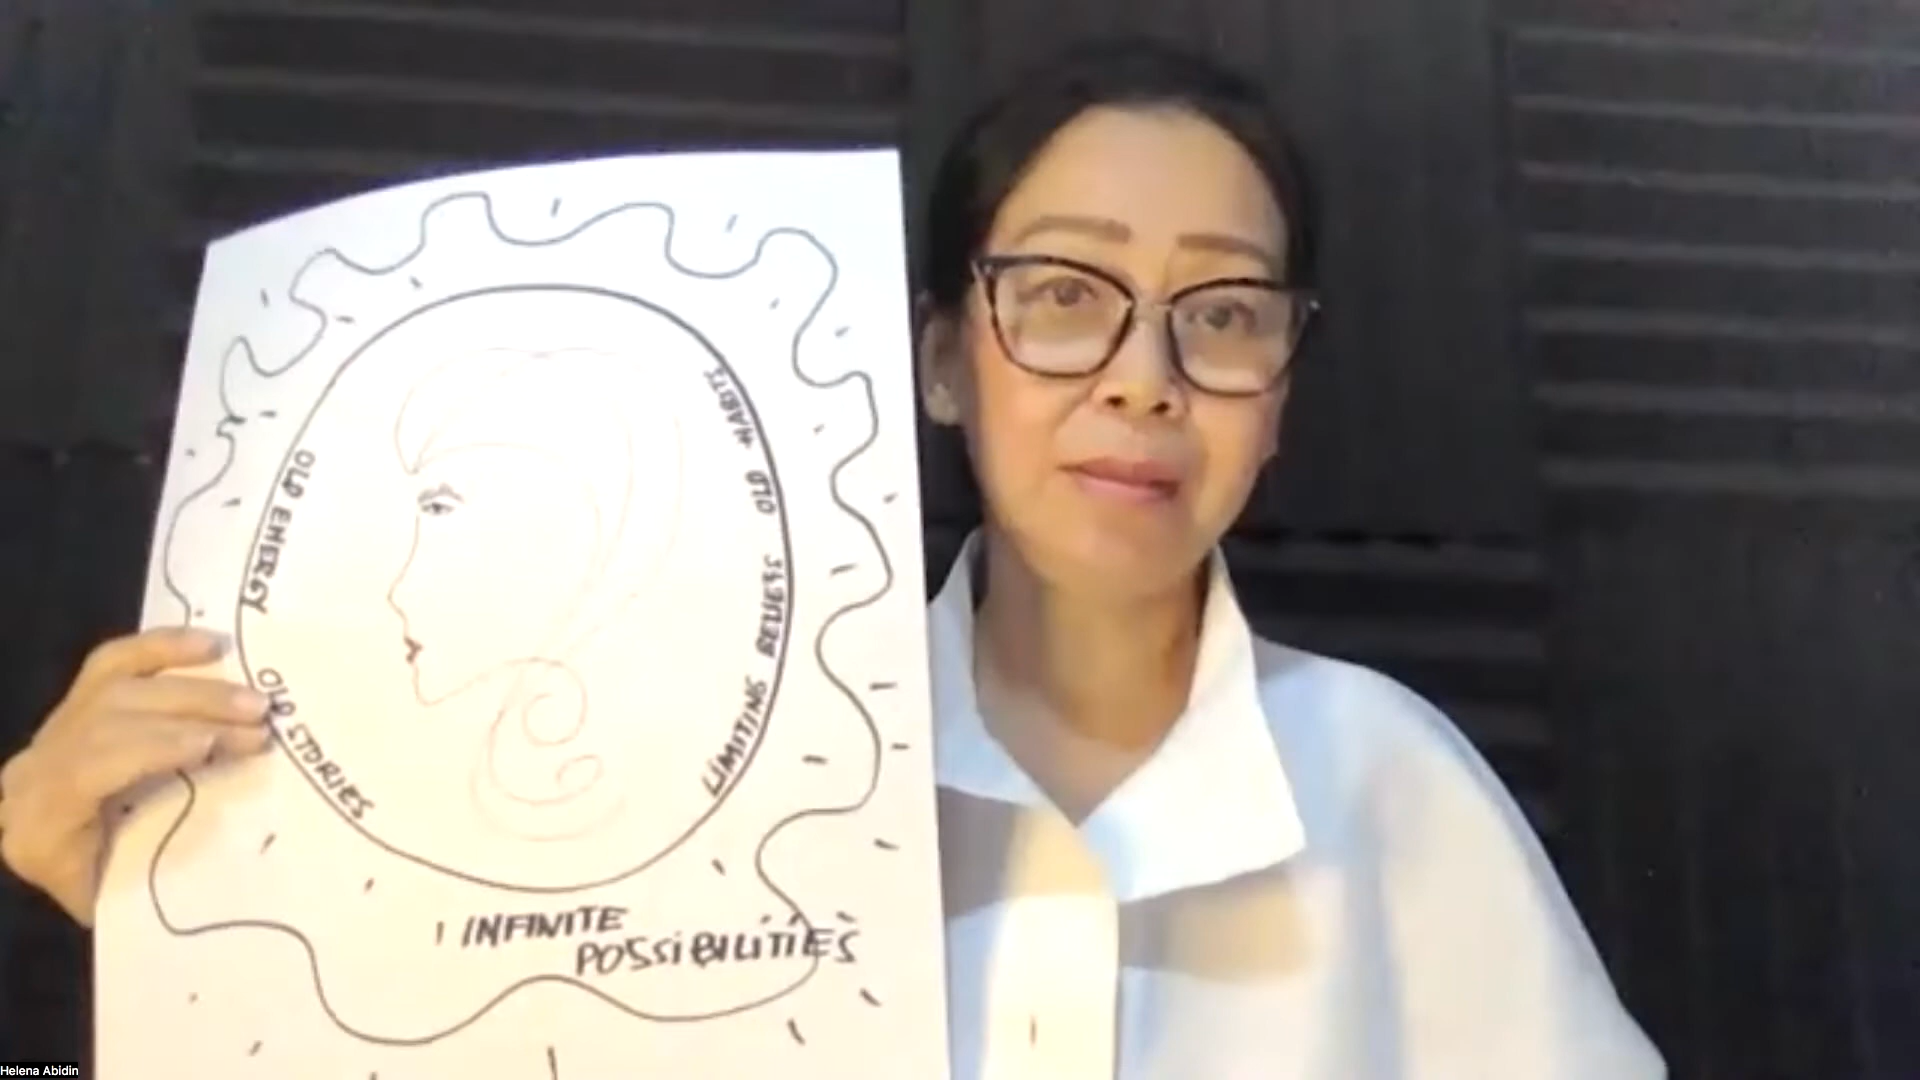 OLD ENERGY
OLD STORIES
OLD HABITS
LIMITING BELIEFS
INFINITE
POSSIBILITIES
Helena Abidin